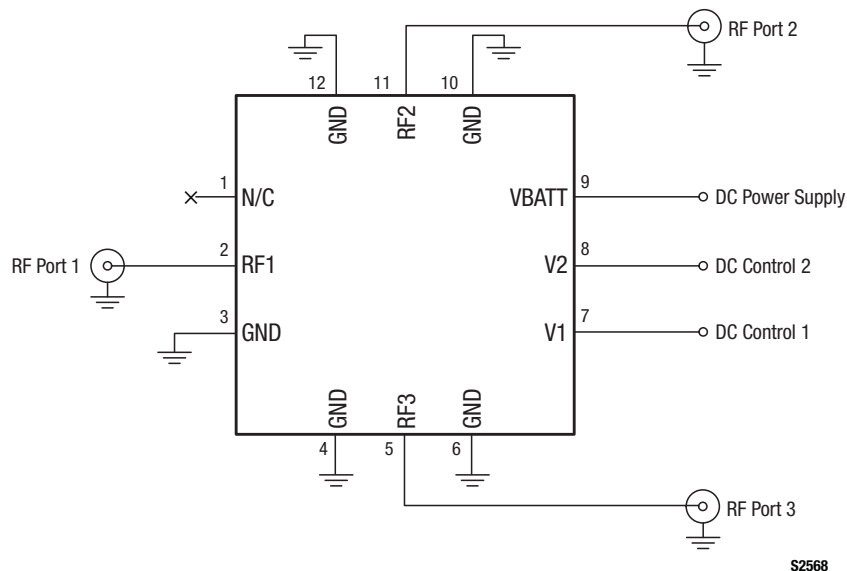 RF Port 2
12
11
10
GND
RF2
GND
1
N/C
VBATT
9
DC Power Supply
RF Port 1
2
RF1
V2
8
DC Control 2
3
GND
V1
7
DC Control 1
GND
RF3
GND
4
5
6
RF Port 3
S2568